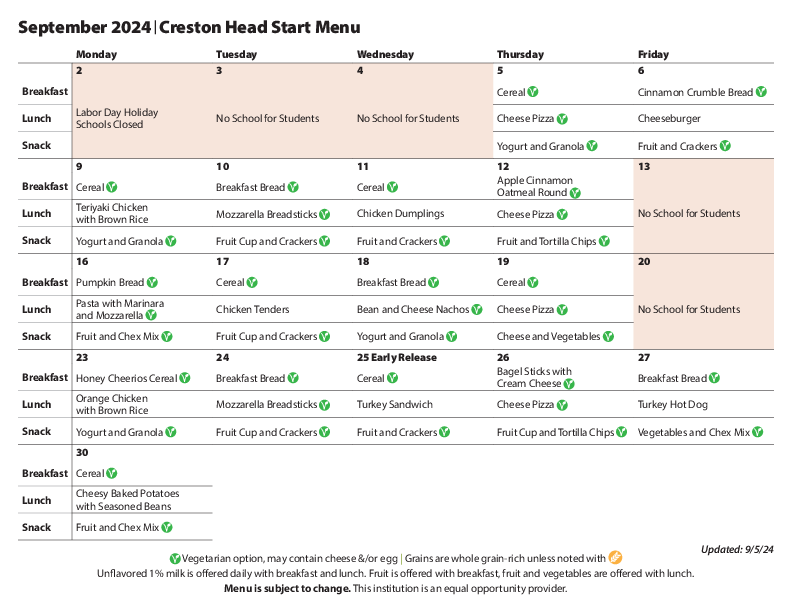 September 2024 | Creston Head Start Menu
Monday Tuesday Wednesday Thursday Friday
2 3 4 5 6
Breakfast Cereal Cinnamon Crumble Bread
Labor Day Holiday
Schools Closed
No School for Students No School for Students
Lunch Cheese Pizza Cheeseburger
Snack Yogurt and Granola Fruit and Crackers
9 10 11 12 13
Breakfast Cereal Breakfast Bread Cereal Apple Cinnamon
Oatmeal Round
Lunch Teriyaki Chicken
with Brown Rice
Mozzarella Breadsticks Chicken Dumplings Cheese Pizza No School for Students
Snack Yogurt and Granola Fruit Cup and Crackers Fruit and Crackers Fruit and Tortilla Chips
16 17 18 19 20
Breakfast Pumpkin Bread Cereal Breakfast Bread Cereal
Lunch Pasta with Marinara
and Mozzarella
Chicken Tenders Bean and Cheese Nachos Cheese Pizza No School for Students
Snack Fruit and Chex Mix Fruit Cup and Crackers Yogurt and Granola Cheese and Vegetables
23 24 25 Early Release 26 27
Breakfast Honey Cheerios Cereal Breakfast Bread Cereal Bagel Sticks with
Cream Cheese
Breakfast Bread
Lunch Orange Chicken
with Brown Rice
Mozzarella Breadsticks Turkey Sandwich Cheese Pizza Turkey Hot Dog
Snack Yogurt and Granola Fruit Cup and Crackers Fruit and Crackers Fruit Cup and Tortilla Chips Vegetables and Chex Mix
30
Breakfast Cereal
Lunch Cheesy Baked Potatoes
with Seasoned Beans
Snack Fruit and Chex Mix
Updated: 9/5/24
V Vegetarian option, may contain cheese &/or egg | Grains are whole grain-rich unless noted with
Unflavored 1% milk is offered daily with breakfast and lunch. Fruit is offered with breakfast, fruit and vegetables are offered with lunch.
Menu is subject to change. This institution is an equal opportunity provider.